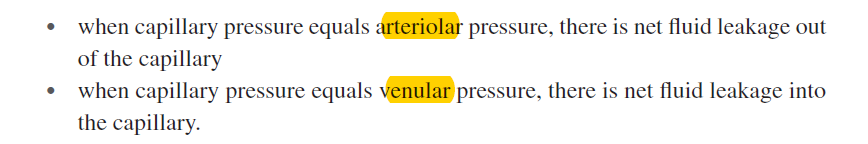 • when capillary pressure equals arteriolar pressure, there is net fluid leakage out
of the capillary
• when capillary pressure equals venular pressure, there is net fluid leakage into
the capillary.